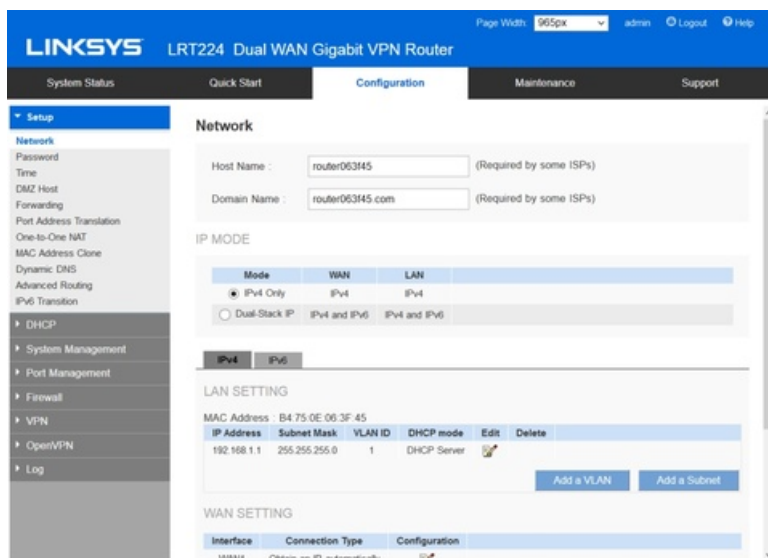 Page Width: 965px admin Logout Help
LINKSYS LRT224 Dual WAN Gigabit VPN Router
System Status Quick Start Configuration Maintenance Support
Setup
Network
Password
Time
DMZ Host
Forwarding
Port Address Translation
One-to-One NAT
MAC Address Clone
Dynamic DNS
Advanced Routing
IPv6 Transition
DHCP
System Management
Port Management
Firewall
VPN
OpenVPN
Log
Network
Host Name : router063f45 (Required by some ISPs)
Domain Name : router063f45.com (Required by some ISPs)
IP MODE
Mode WAN LAN
IPv4 Only IPv4 IPv4
Dual-Stack IP IPv4 and IPv6 IPv4 and IPv6
IPv4 IPv6
LAN SETTING
MAC Address : B4:75:0E:06:3F:45
IP Address Subnet Mask VLAN ID DHCP mode Edit Delete
192.168.1.1 255.255.255.0 1 DHCP Server
Add a VLAN Add a Subnet
WAN SETTING
Interface Connection Type Configuration
WAN1 Obtain an IP automatically